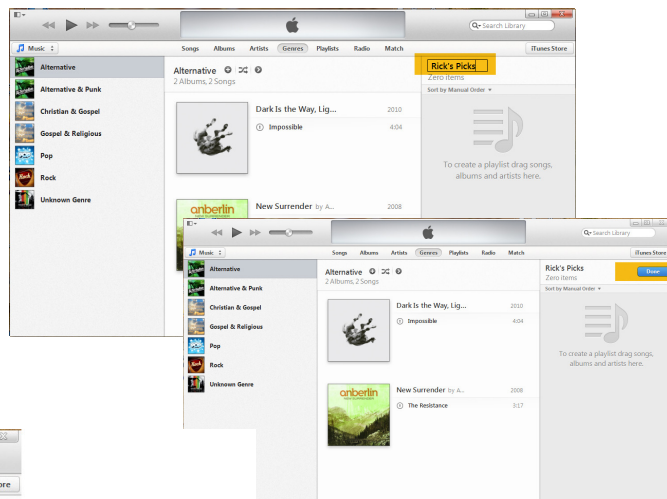 Search Library
Music
Songs Albums Artists Genres Playlists Radio Match
iTunes Store
Alternative
Alternative & Punk
Christian & Gospel
Gospel & Religious
Pop
Rock
Unknown Genre
Alternative
2 Albums, 2 Songs
Dark Is the Way, Lig... 2010
Impossible 4:04
anberlin
New Surrender by A... 2008
Rick's Picks
Zero items
Sort by Manual Order
To create a playlist drag songs,
albums and artists here.
Search Library
Music
Songs Albums Artists Genres Playlists Radio Match
iTunes Store
Alternative
Alternative & Punk
Christian & Gospel
Gospel & Religious
Pop
Rock
Unknown Genre
Alternative
2 Albums, 2 Songs
Dark Is the Way, Lig... 2010
Impossible 4:04
anberlin
New Surrender by A... 2008
The Resistance 3:17
Rick's Picks
Zero items
Done
Sort by Manual Order
To create a playlist drag songs,
albums and artists here.
ore